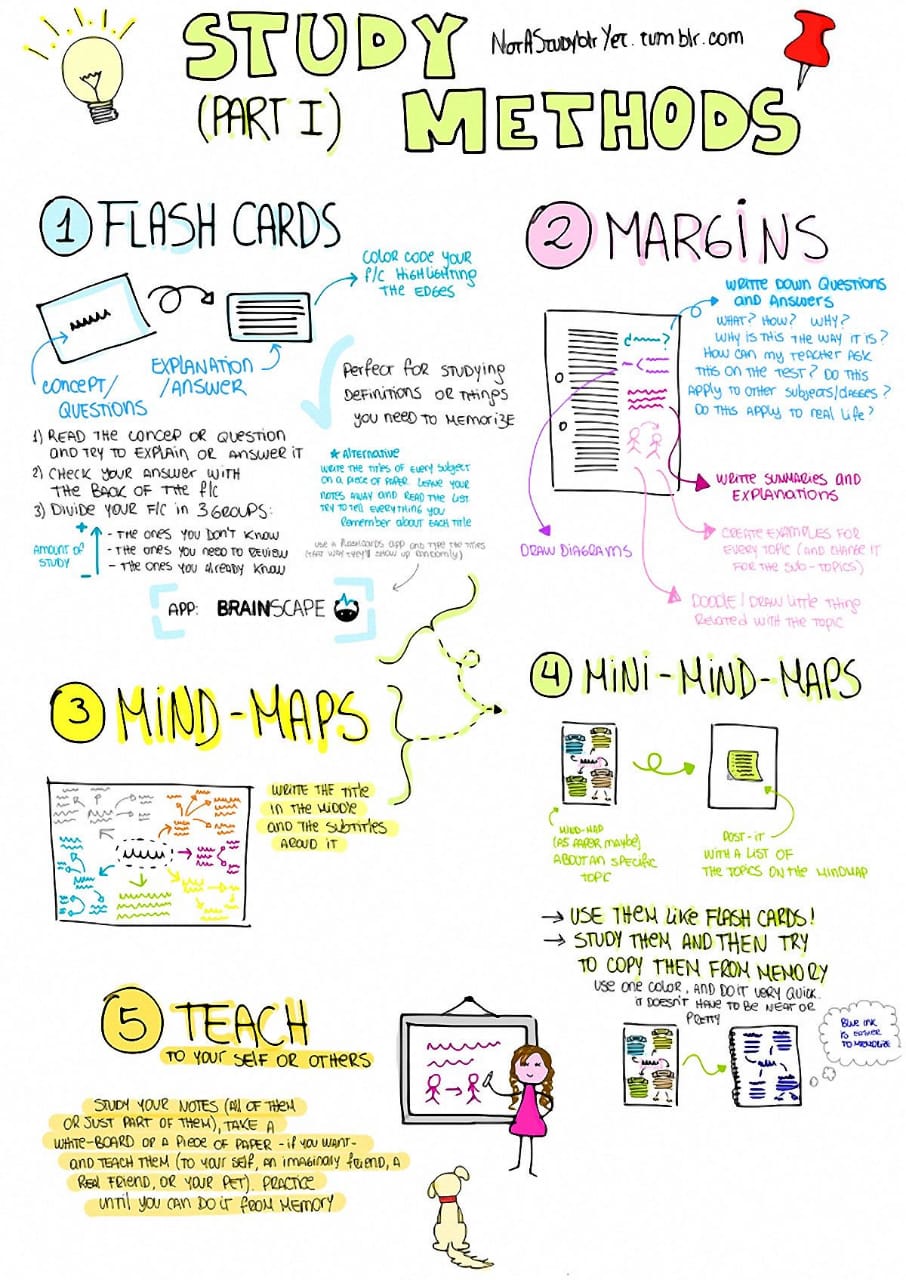 STUDY
NotAStudyblrYet.tumblr.com
(PART I)
METHODS
1 FLASH CARDS
COLOR CODE YOUR
f/c HIGHLIGHTING
THE EDGES
CONCEPT/
QUESTIONS
EXPLANATION
/ANSWER
PERFECT FOR STUDYING
DEFINITIONS OR THINGS
YOU NEED TO MEMORIZE
1) READ THE CONCEP OR QUESTION
AND TRY TO EXPLAIN OR ANSWER IT
2) CHECK YOUR ANSWER WITH
THE BACK OF THE f/c
3) DIVIDE YOUR F/C IN 3 GROUPS:
+
AMOUNT OF
STUDY
-
- THE ONES YOU DON'T KNOW
- THE ONES YOU NEED TO REVIEW
- THE ONES YOU ALREADY KNOW
★ Alternative
WRITE THE TITLES OF EVERY SUBJECT
ON A PIECE OF PAPER. LEAVE YOUR
NOTES AWAY AND READ THE LIST
TRY TO TELL EVERYTHING YOU
REMEMBER ABOUT EACH TITLE
USE A FLASHCARDS APP AND TYPE THE TITLES
(THAT WAY THEY'LL SHOW UP RANDOMLY)
APP: BRAINSCAPE
2 MARGINS
WRITE DOWN QUESTIONS
AND ANSWERS
WHAT? HOW? WHY?
WHY IS THIS THE WAY IT IS?
HOW CAN MY TEACHER ASK
THIS ON THE TEST? DO THIS
APPLY TO OTHER SUBJECTS/CLASSES?
DO THIS APPLY TO REAL LIFE?
WRITE SUMMARIES AND
EXPLANATIONS
DRAW DIAGRAMS
CREATE EXAMPLES FOR
EVERY TOPIC (AND CHANGE IT
FOR THE SUB-TOPICS)
DOODLE/DRAW LITTLE THING
RELATED WITH THE TOPIC
3 MIND-MAPS
WRITE THE TITLE
IN THE MIDDLE
AND THE SUBTITLES
AROUD IT
4 MINI-MIND-MAPS
MIND-MAP
(A5 PAPER MAYBE)
ABOUT AN SPECIFIC
TOPIC
POST-IT
WITH A LIST OF
THE TOPICS ON THE MINDMAP
→ USE THEM LIKE FLASH CARDS!
→ STUDY THEM AND THEN TRY
TO COPY THEM FROM MEMORY
USE ONE COLOR, AND DO IT VERY QUICK.
IT DOESN'T HAVE TO BE NEAT OR
PRETTY
BLUE INK
TO
TO MEMORIZE
5 TEACH
TO YOUR SELF OR OTHERS
STUDY YOUR NOTES (ALL OF THEM
OR JUST PART OF THEM), TAKE A
WHITE-BOARD OR A PIECE OF PAPER -IF YOU WANT-
AND TEACH THEM (TO YOUR SELF, AN IMAGINARY FRIEND, A
REAL FRIEND, OR YOUR PET). PRACTICE
UNTIL YOU CAN DO IT FROM MEMORY